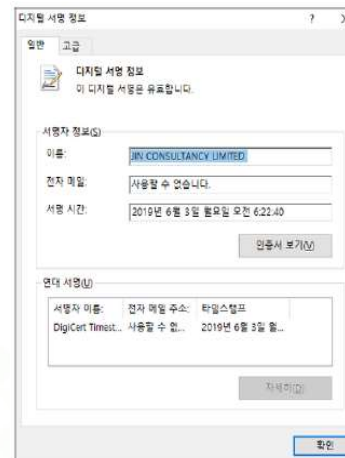 디지털 서명 정보 ?
일반 고급
디지털 서명 정보
이 디지털 서명은 유효합니다.
서명자 정보(S)
이름: JIN CONSULTANCY LIMITED
전자 메일: 사용할 수 없습니다.
서명 시간: 2019년 6월 3일 월요일 오전 6:22:40
인증서 보기(V)
연대 서명(U)
서명자 이름: 전자 메일 주소: 타임스탬프
DigiCert Timest... 사용할 수 없... 2019년 6월 3일 월...
자세히(D)
확인